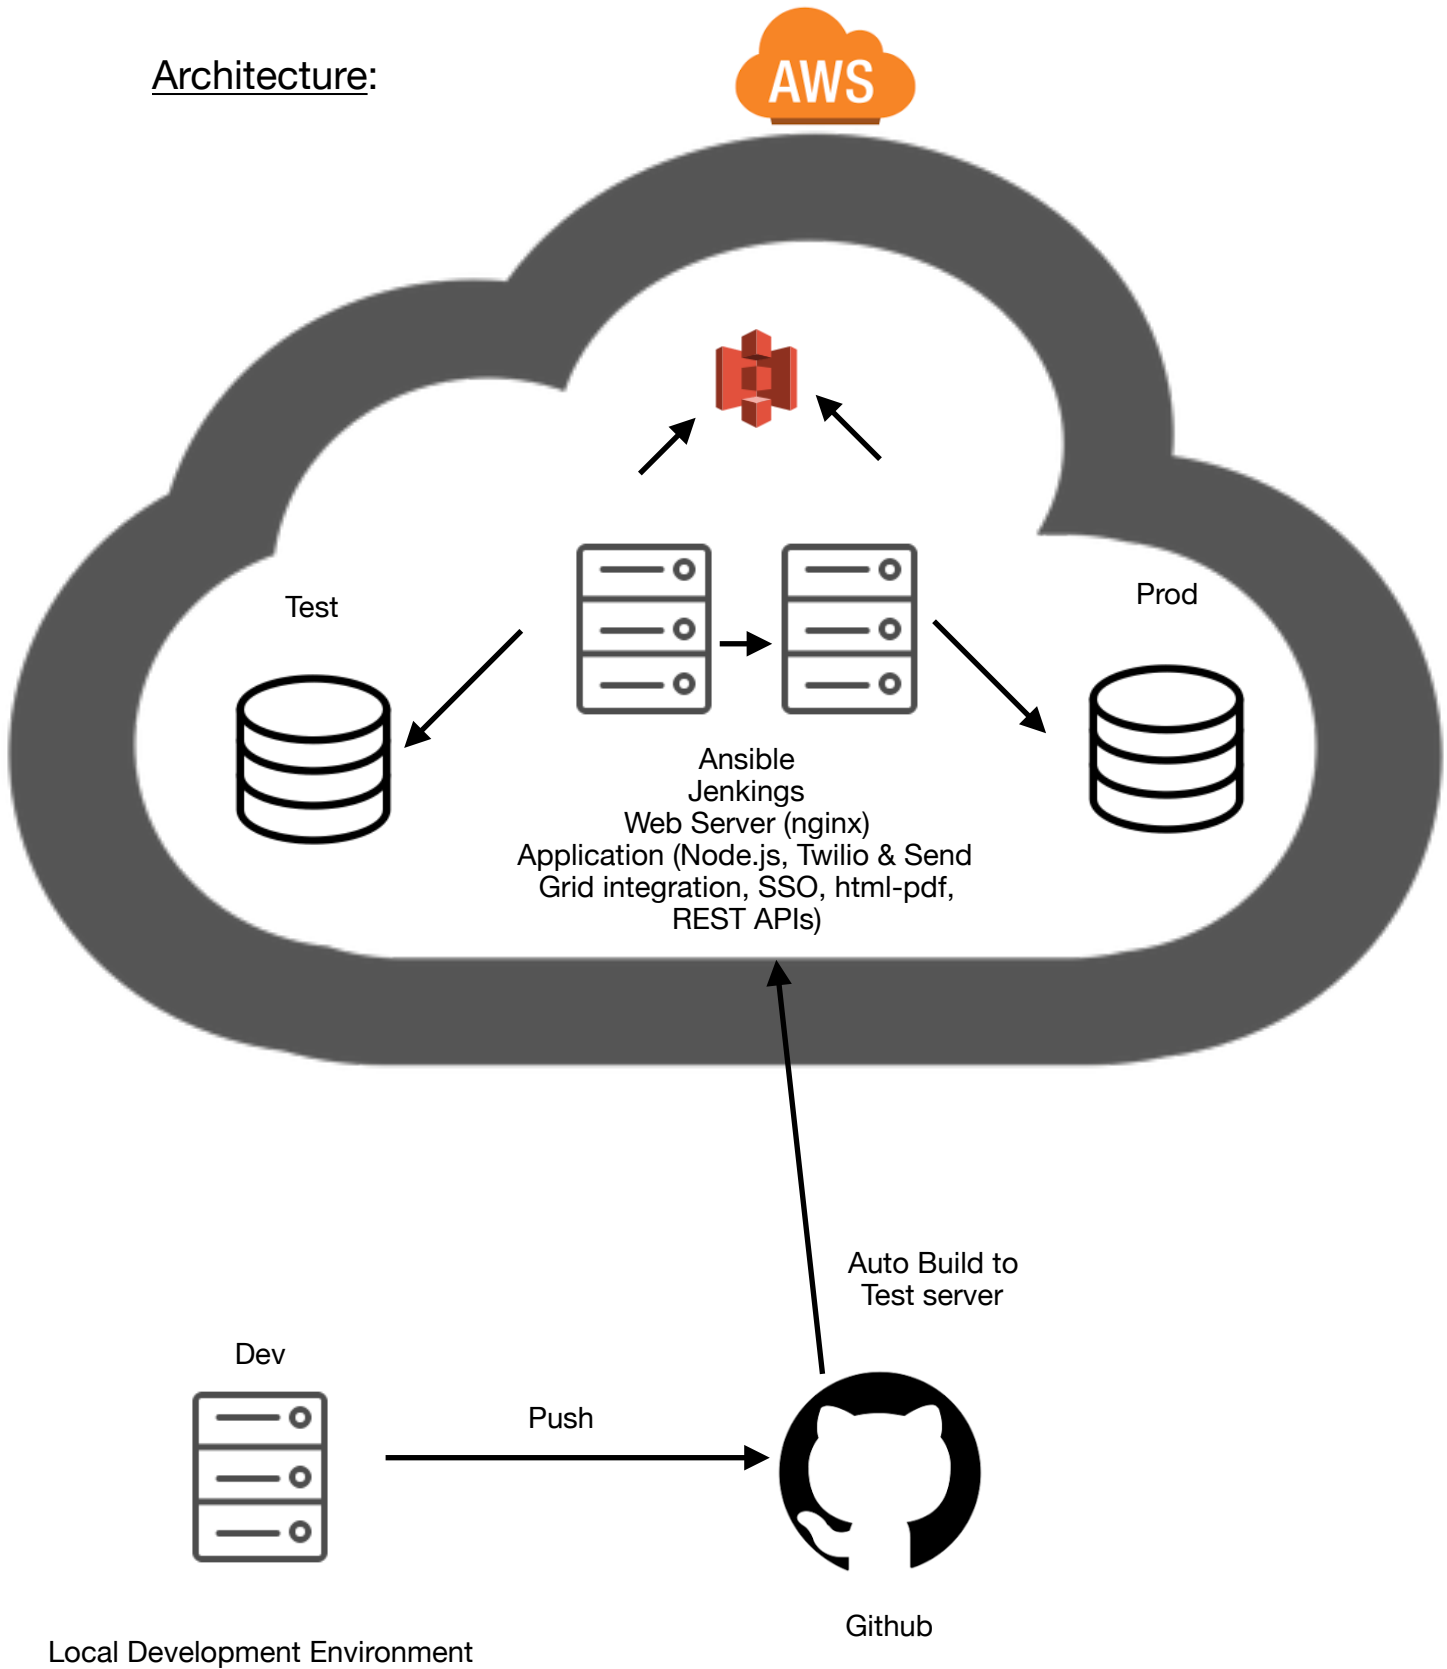 Architecture:
AWS
Test
Prod
Ansible
Jenkings
Web Server (nginx)
Application (Node.js, Twilio & Send
Grid integration, SSO, html-pdf,
REST APIs)
Auto Build to
Test server
Dev
Push
Github
Local Development Environment